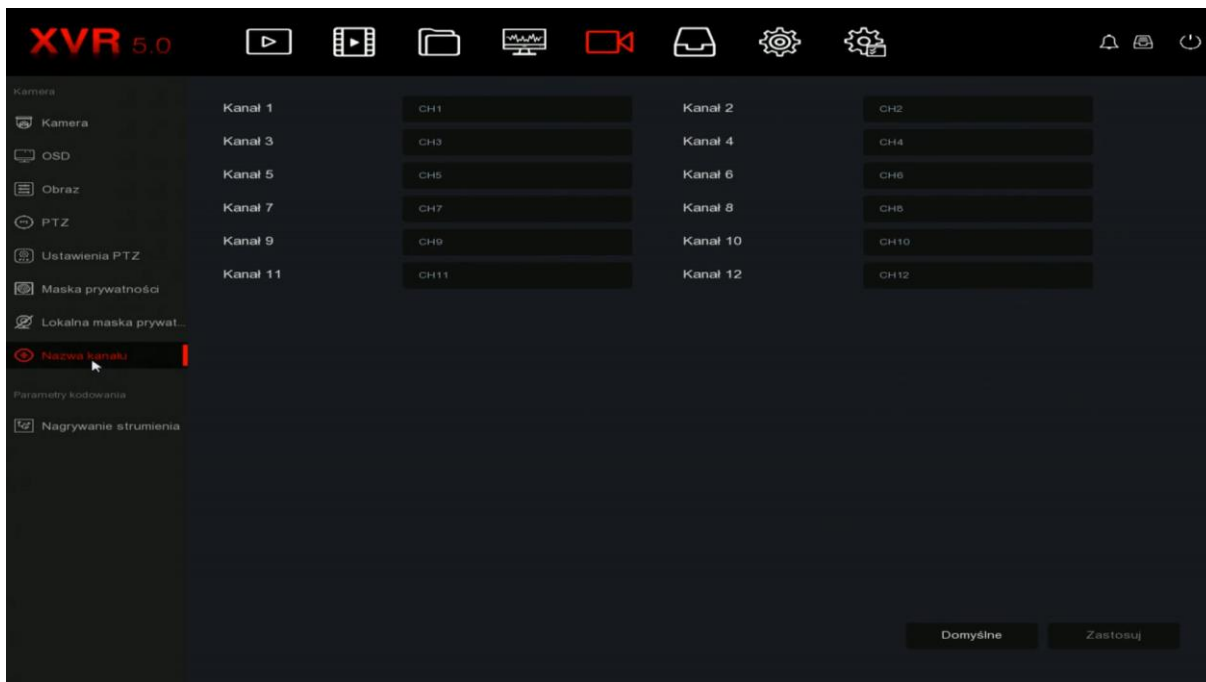 XVR 5.0
Kamera
Kamera
OSD
Obraz
PTZ
Ustawienia PTZ
Maska prywatności
Lokalna maska prywat...
Nazwa kanału
Parametry kodowania
Nagrywanie strumienia
Kanał 1 CH1 Kanał 2 CH2
Kanał 3 CH3 Kanał 4 CH4
Kanał 5 CH5 Kanał 6 CH6
Kanał 7 CH7 Kanał 8 CH8
Kanał 9 CH9 Kanał 10 CH10
Kanał 11 CH11 Kanał 12 CH12
Domyślne Zastosuj